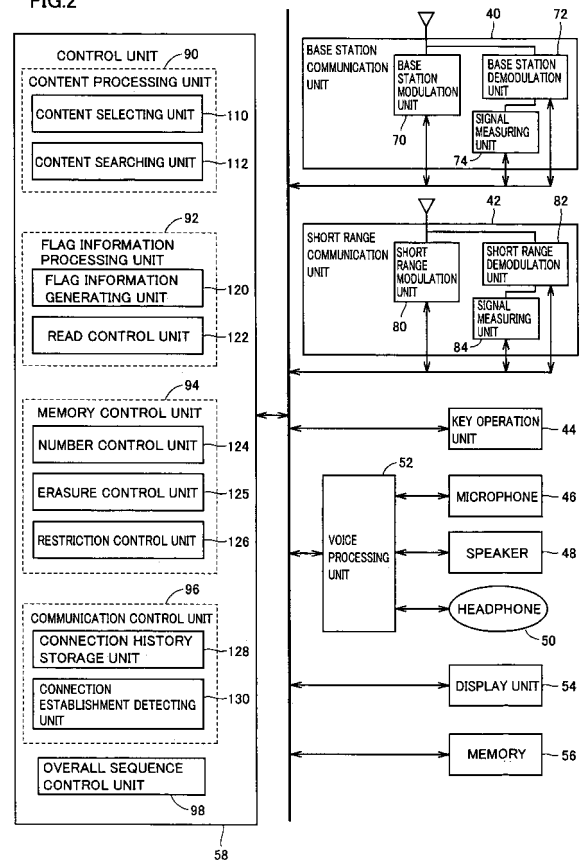 FIG.2
CONTROL UNIT
90
CONTENT PROCESSING UNIT
CONTENT SELECTING UNIT
110
CONTENT SEARCHING UNIT
112
92
FLAG INFORMATION
PROCESSING UNIT
FLAG INFORMATION
GENERATING UNIT
120
READ CONTROL UNIT
122
94
MEMORY CONTROL UNIT
NUMBER CONTROL UNIT
124
ERASURE CONTROL UNIT
125
RESTRICTION CONTROL UNIT
126
96
COMMUNICATION CONTROL UNIT
CONNECTION HISTORY
STORAGE UNIT
128
CONNECTION
ESTABLISHMENT DETECTING
UNIT
130
OVERALL SEQUENCE
CONTROL UNIT
98
58
40
72
BASE STATION
COMMUNICATION
UNIT
BASE
STATION
MODULATION
UNIT
70
BASE STATION
DEMODULATION
UNIT
SIGNAL
MEASURING
UNIT
74
42
82
SHORT RANGE
COMMUNICATION
UNIT
SHORT
RANGE
MODULATION
UNIT
80
SHORT RANGE
DEMODULATION
UNIT
SIGNAL
MEASURING
UNIT
84
KEY OPERATION
UNIT
44
52
VOICE
PROCESSING
UNIT
MICROPHONE
46
SPEAKER
48
HEADPHONE
50
DISPLAY UNIT
54
MEMORY
56